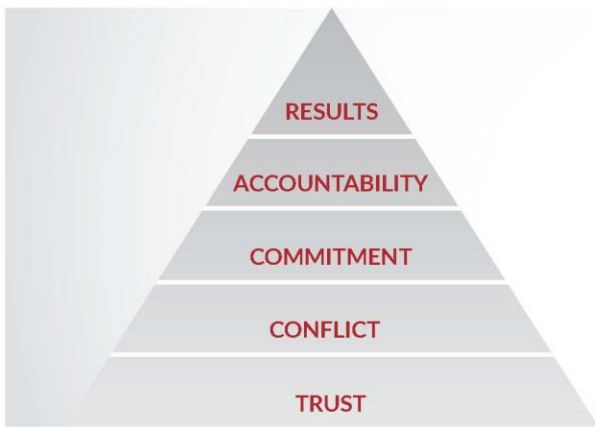 RESULTS
ACCOUNTABILITY
COMMITMENT
CONFLICT
TRUST